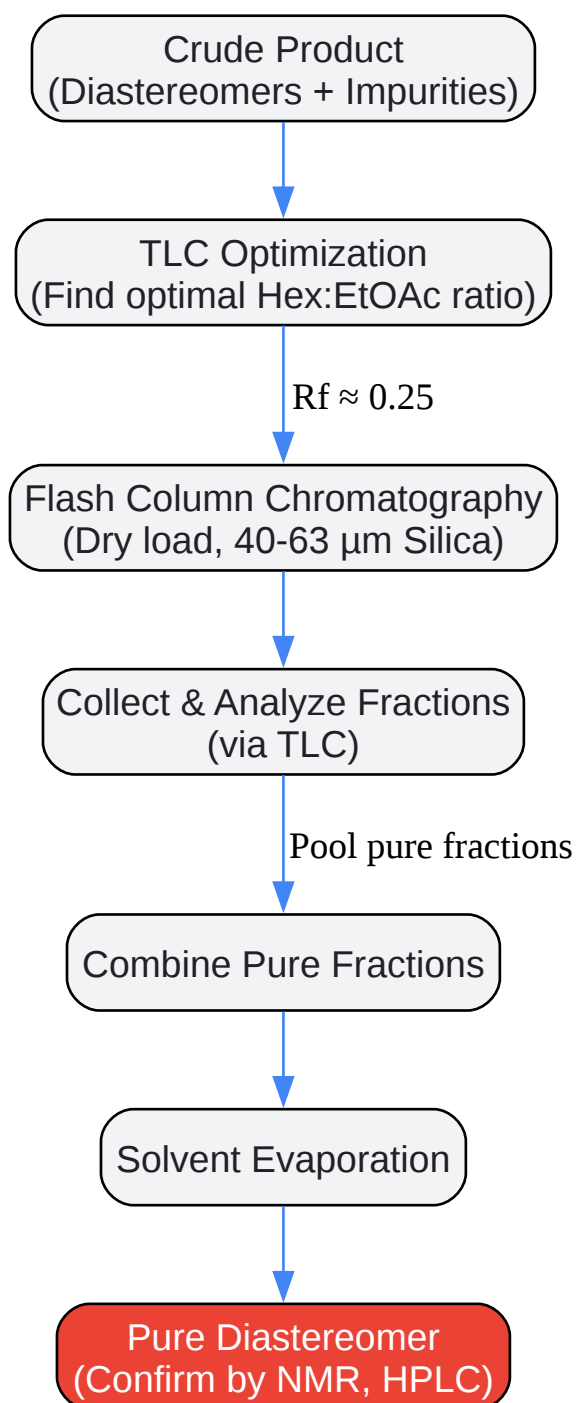 Crude Product
(Diastereomers + Impurities)
TLC Optimization
(Find optimal Hex:EtOAc ratio)
Rf ≈ 0.25
Flash Column Chromatography
(Dry load, 40-63 µm Silica)
Collect & Analyze Fractions
(via TLC)
Pool pure fractions
Combine Pure Fractions
Solvent Evaporation
Pure Diastereomer
(Confirm by NMR, HPLC)